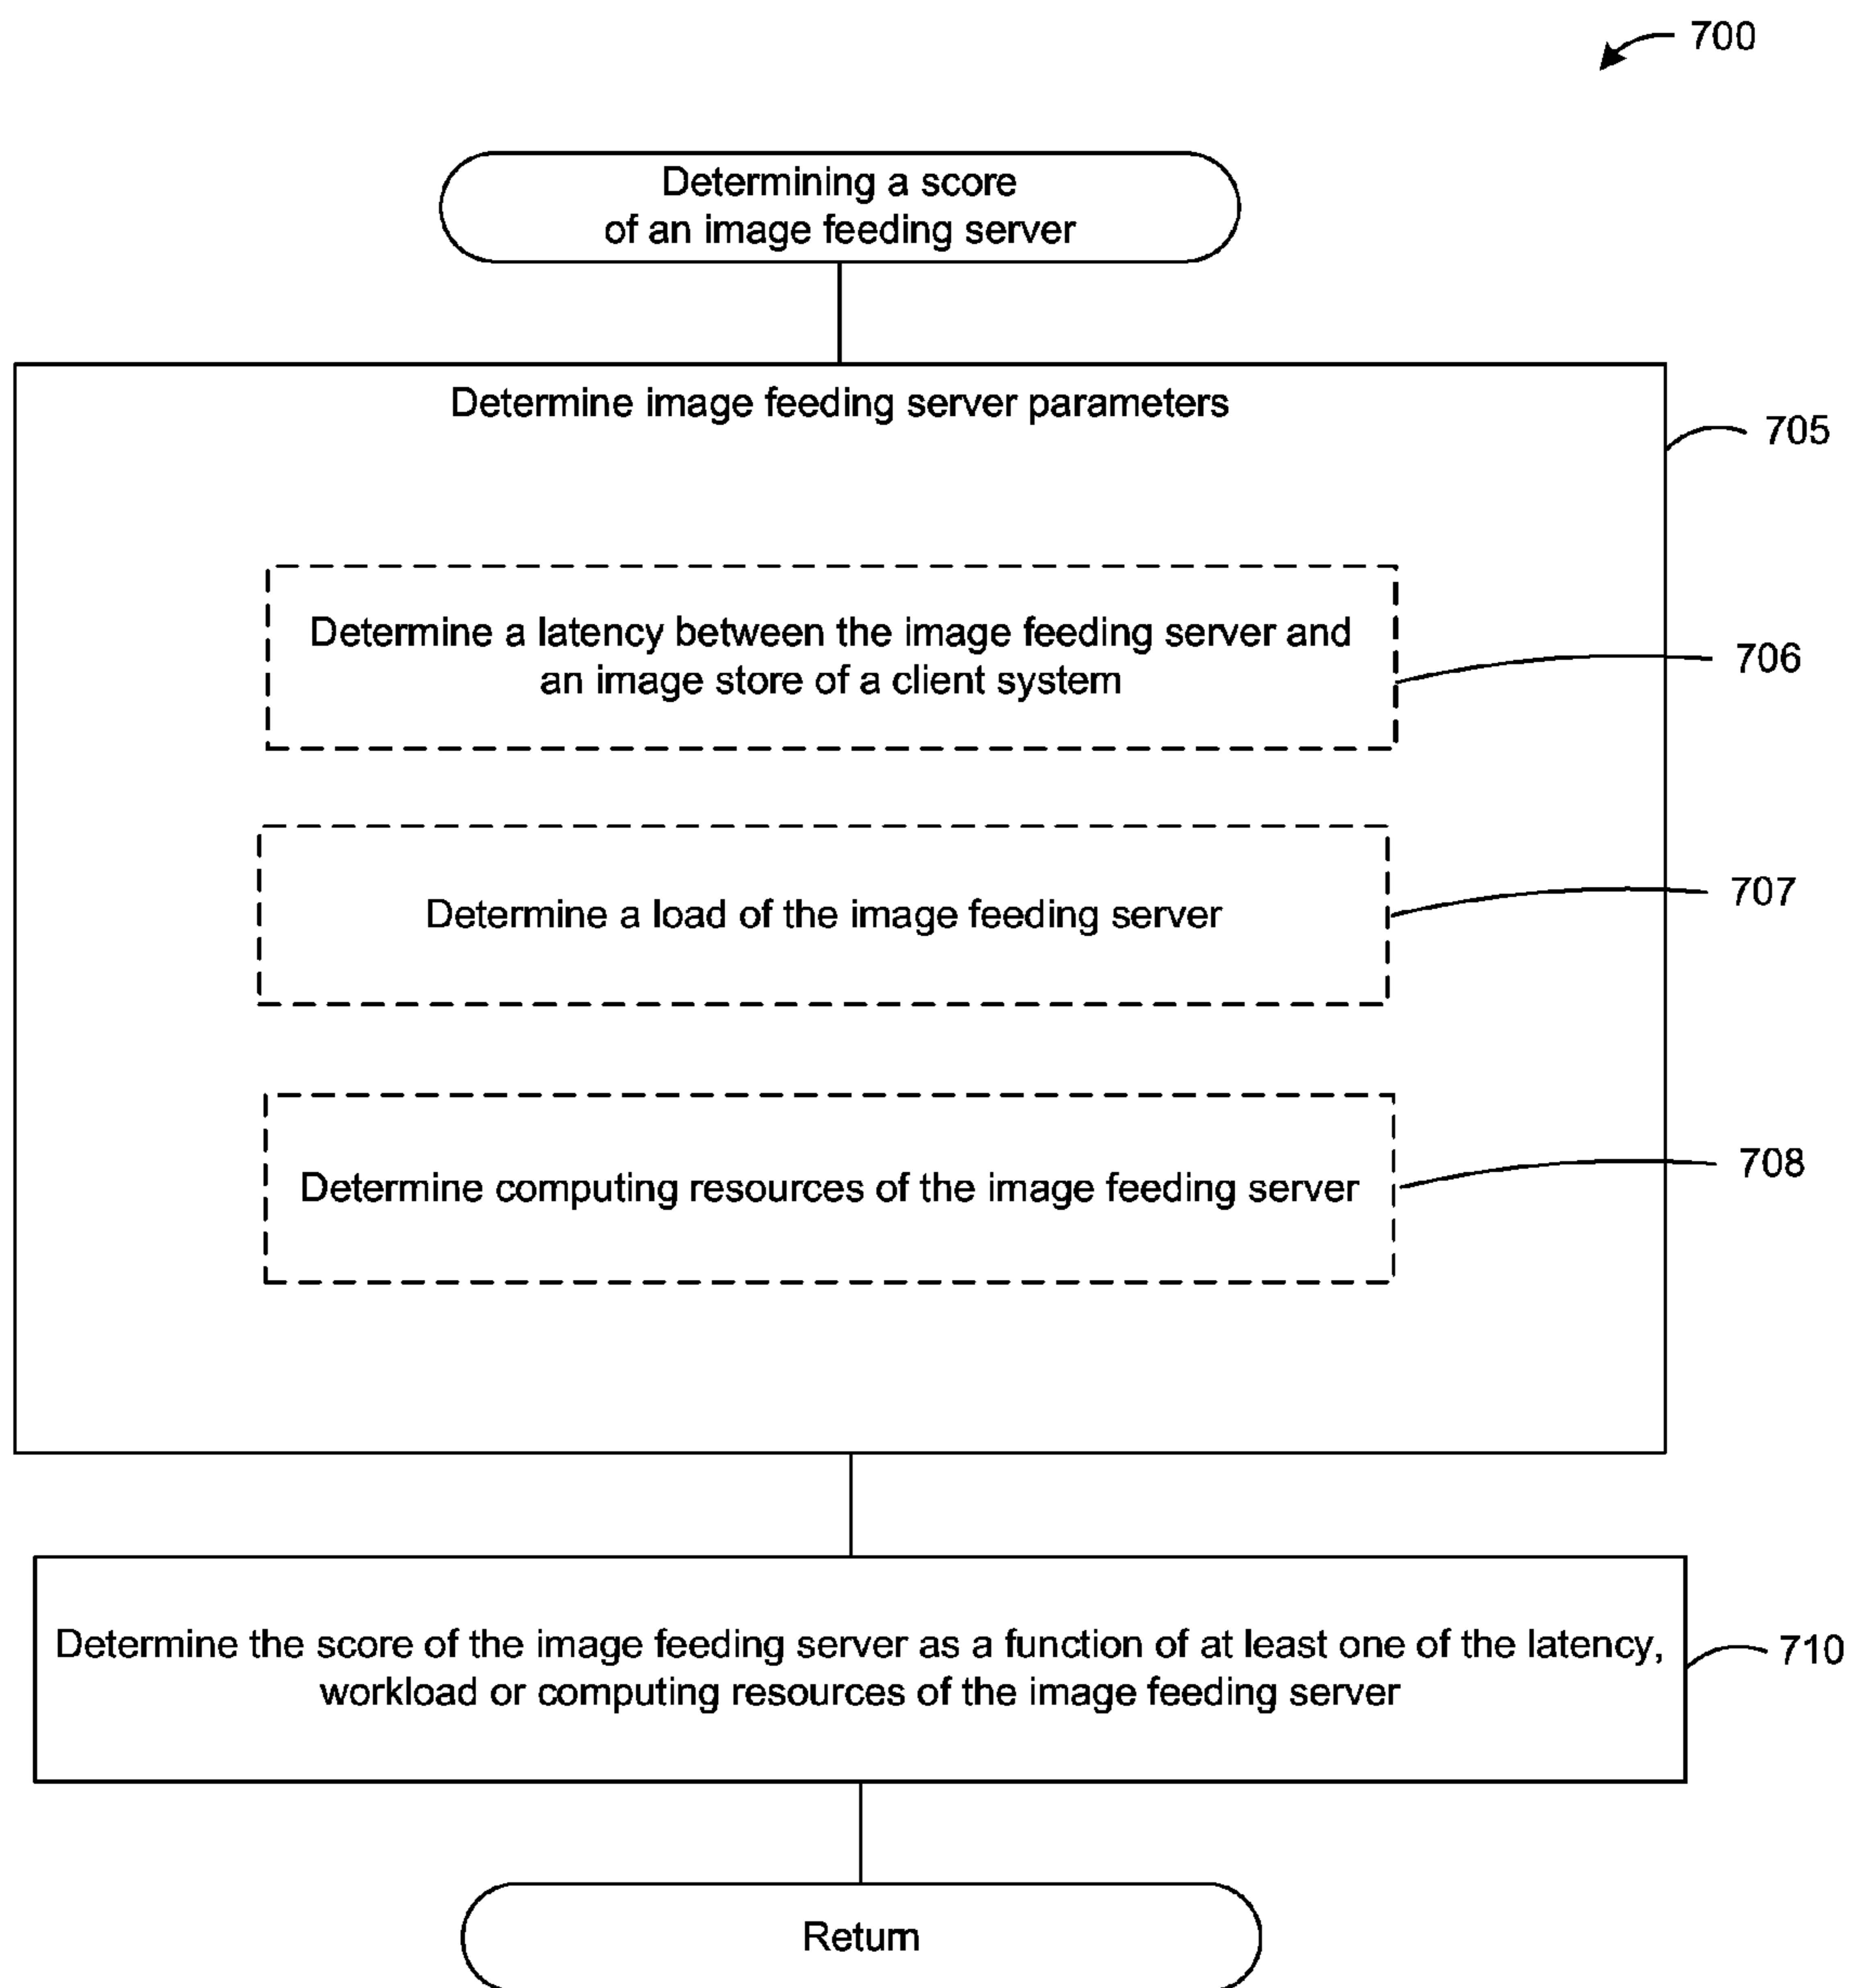 700
Determining a score
of an image feeding server
Determine image feeding server parameters
705
Determine a latency between the image feeding server and
an image store of a client system
706
Determine a load of the image feeding server
707
Determine computing resources of the image feeding server
708
Determine the score of the image feeding server as a function of at least one of the latency,
workload or computing resources of the image feeding server
710
Return